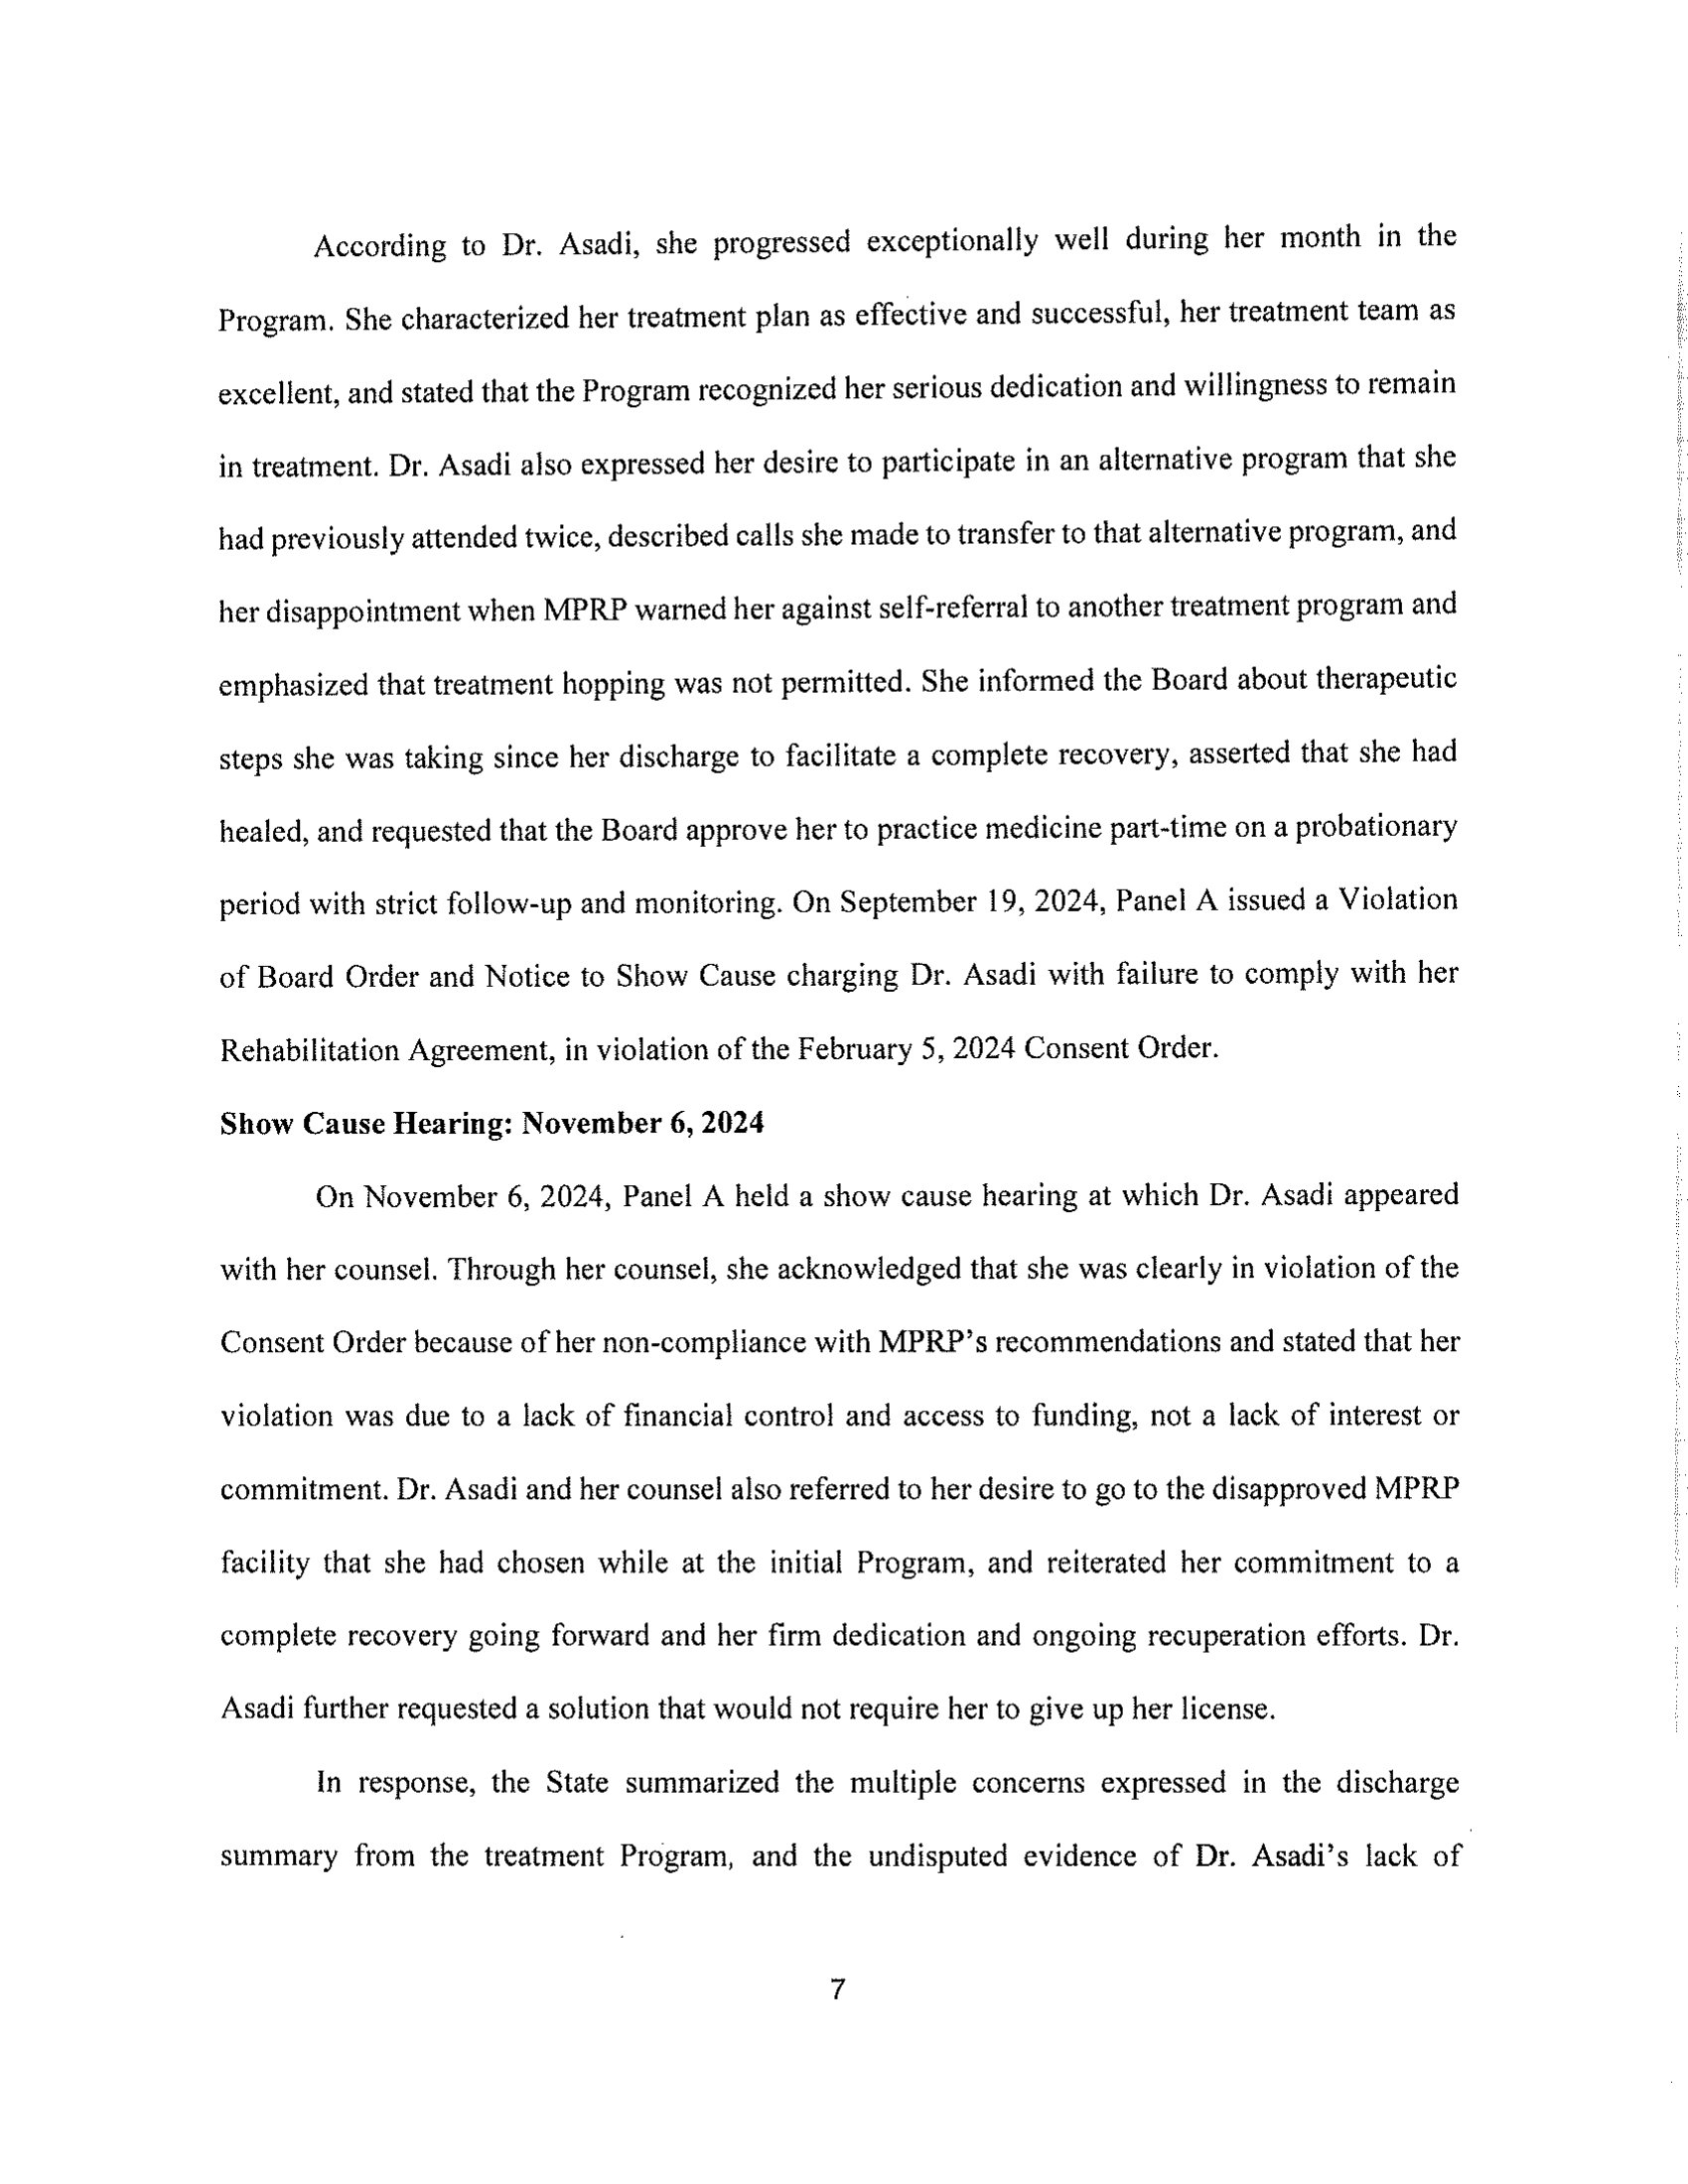 According to Dr. Asadi, she progressed exceptionally well during her month in the
Program. She characterized her treatment plan as effective and successful, her treatment team as
excellent, and stated that the Program recognized her serious dedication and willingness to remain
in treatment. Dr. Asadi also expressed her desire to participate in an alternative program that she
had previously attended twice, described calls she made to transfer to that alternative program, and
her disappointment when MPRP warned her against self-referral to another treatment program and
emphasized that treatment hopping was not permitted. She informed the Board about therapeutic
steps she was taking since her discharge to facilitate a complete recovery, asserted that she had
healed, and requested that the Board approve her to practice medicine part-time on a probationary
period with strict follow-up and monitoring. On September 19, 2024, Panel A issued a Violation
of Board Order and Notice to Show Cause charging Dr. Asadi with failure to comply with her
Rehabilitation Agreement, in violation of the February 5, 2024 Consent Order.
Show Cause Hearing: November 6, 2024
On November 6, 2024, Panel A held a show cause hearing at which Dr. Asadi appeared
with her counsel. Through her counsel, she acknowledged that she was clearly in violation of the
Consent Order because of her non-compliance with MPRP's recommendations and stated that her
violation was due to a lack of financial control and access to funding, not a lack of interest or
commitment. Dr. Asadi and her counsel also referred to her desire to go to the disapproved MPRP
facility that she had chosen while at the initial Program, and reiterated her commitment to a
complete recovery going forward and her firm dedication and ongoing recuperation efforts. Dr.
Asadi further requested a solution that would not require her to give up her license.
In response, the State summarized the multiple concerns expressed in the discharge
summary from the treatment Program, and the undisputed evidence of Dr. Asadi's lack of
7